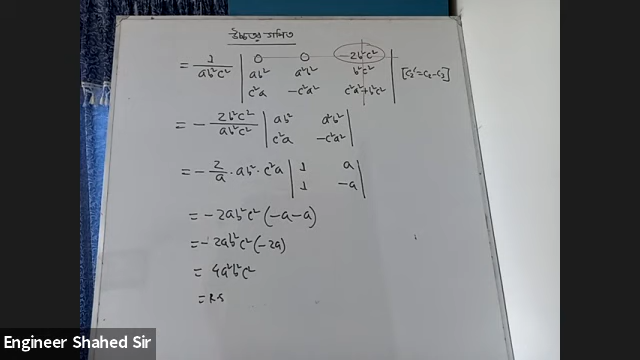 উচ্চতর গণিত
= 1/(ab²c²) | 0 0 -2b²c² |
| ab² a²b² b²c² | [c₂' = c₂ - c₃]
| c²a -c²a² c²a²+b²c² |
= - 2b²c²/(ab²c²) | ab² a²b² |
| c²a -c²a² |
= - 2/a · ab² · c²a | 1 a |
| 1 -a |
= -2ab²c² (-a-a)
= -2ab²c² (-2a)
= 4a²b²c²
= R.S
Engineer Shahed Sir